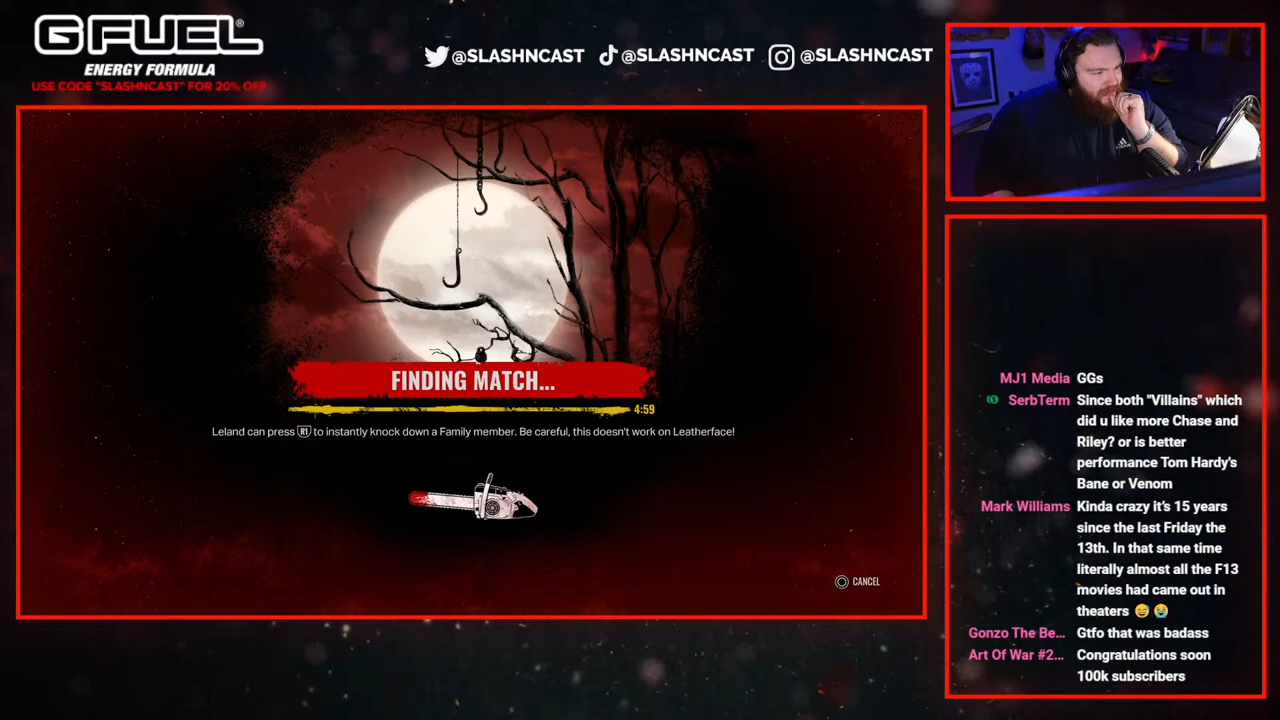 G FUEL®
ENERGY FORMULA
USE CODE "SLASHNCAST" FOR 20% OFF
@SLASHNCAST @SLASHNCAST @SLASHNCAST
FINDING MATCH...
4:59
Leland can press R1 to instantly knock down a Family member. Be careful, this doesn't work on Leatherface!
CANCEL
MJ1 Media GGs
SerbTerm Since both "Villains" which
did u like more Chase and
Riley? or is better
performance Tom Hardy's
Bane or Venom
Mark Williams Kinda crazy it's 15 years
since the last Friday the
13th. In that same time
literally almost all the F13
movies had came out in
theaters 😄 😭
Gonzo The Be... Gtfo that was badass
Art Of War #2... Congratulations soon
100k subscribers